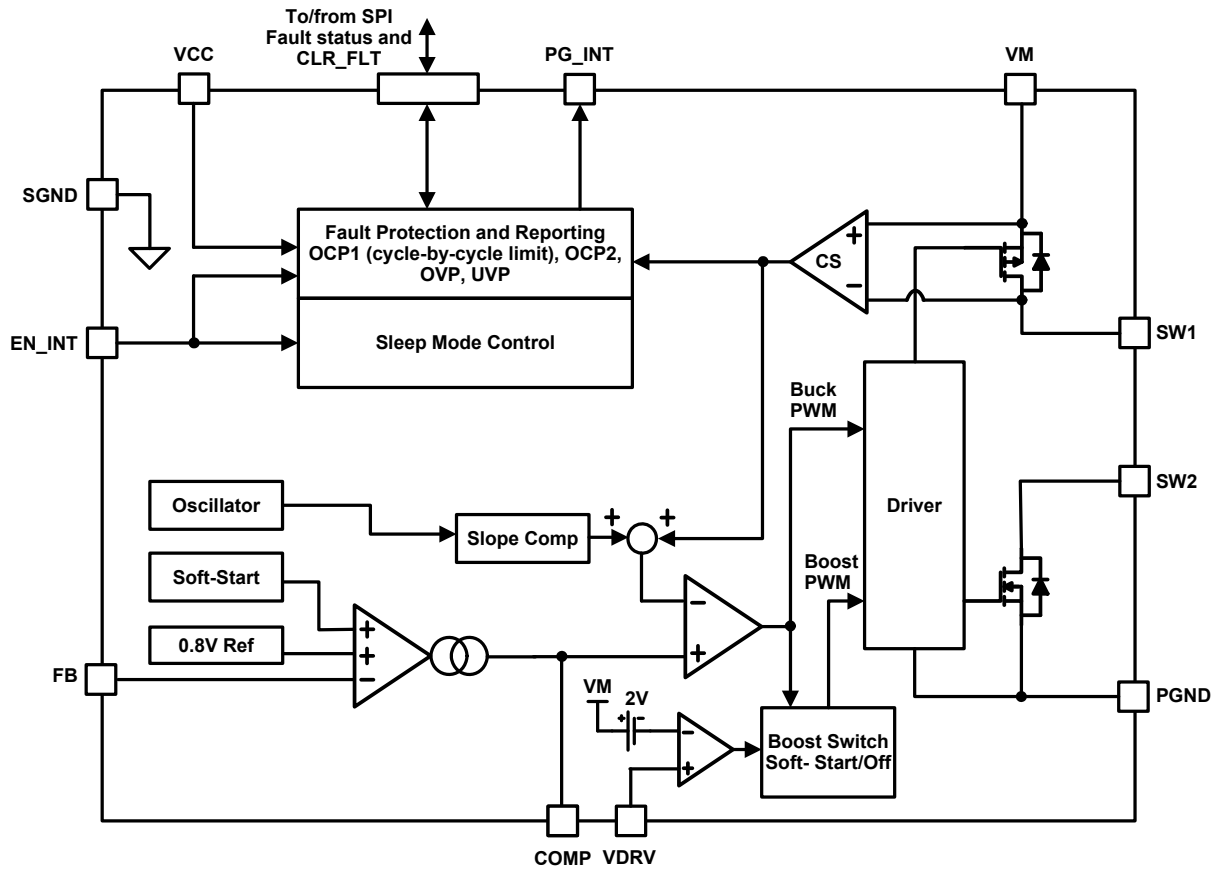 To/from SPI
Fault status and
CLR_FLT
VCC
PG_INT
VM
SGND
Fault Protection and Reporting
OCP1 (cycle-by-cycle limit), OCP2,
OVP, UVP
+
CS
−
EN_INT
Sleep Mode Control
SW1
Buck
PWM
SW2
Oscillator
+
+
Slope Comp
Driver
Soft-Start
Boost
PWM
−
+
0.8V Ref
+
+
−
FB
VM
2V
+
-
PGND
−
+
Boost Switch
Soft- Start/Off
COMP
VDRV